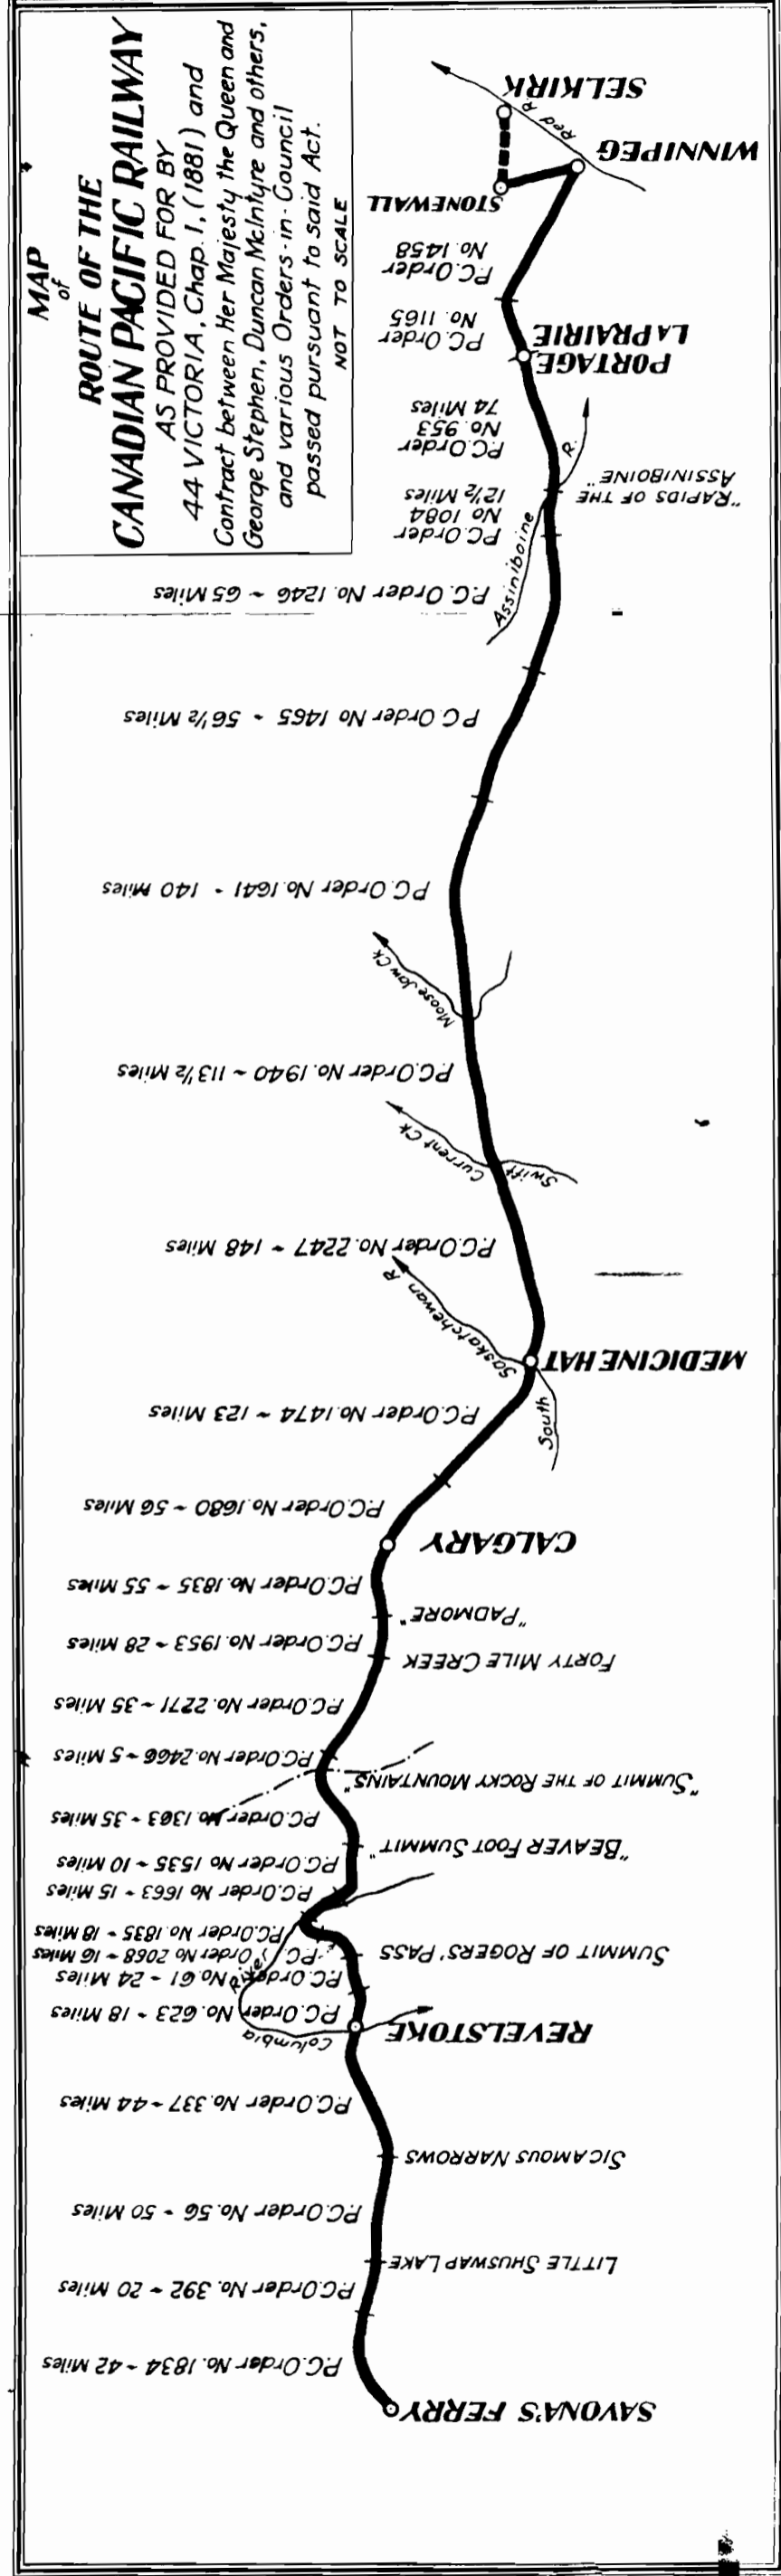 MAP
of
ROUTE OF THE
CANADIAN PACIFIC RAILWAY
AS PROVIDED FOR BY
44 VICTORIA, Chap. 1, (1881) and
Contract between Her Majesty the Queen and
George Stephen, Duncan McIntyre and others,
and various Orders-in-Council
passed pursuant to said Act.
NOT TO SCALE
SELKIRK
Red R.
WINNIPEG
STONEWALL
P.C. Order
No. 1458
P.C. Order
No. 1165
PORTAGE
LA PRAIRIE
P.C. Order
No. 953
74 Miles
R.
"RAPIDS OF THE
ASSINIBOINE"
P.C. Order
No 1084
12½ Miles
Assiniboine
P.C. Order No. 1246 ~ 65 Miles
P.C. Order No 1465 - 56½ Miles
P.C. Order No. 1641 - 140 Miles
Moose Jaw Ck
P.C. Order No. 1940 ~ 113½ Miles
Swift
Current Ck
P.C. Order No. 2247 ~ 148 Miles
South
Saskatchewan R
MEDICINE HAT
P.C. Order No. 1474 ~ 123 Miles
P.C. Order No. 1680 ~ 56 Miles
CALGARY
P.C. Order No. 1835 ~ 55 Miles
"PADMORE"
P.C. Order No. 1953 ~ 28 Miles
FORTY MILE CREEK
P.C. Order No. 2271 ~ 35 Miles
P.C. Order No. 2466 ~ 5 Miles
"SUMMIT OF THE ROCKY MOUNTAINS"
P.C. Order No. 1303 ~ 35 Miles
"BEAVER FOOT SUMMIT"
P.C. Order No 1535 ~ 10 Miles
P.C. Order No 1663 ~ 15 Miles
P.C. Order No. 1835 ~ 18 Miles
P.C. Order No 2068 ~ 16 Miles
SUMMIT OF ROGERS' PASS
P.C. Order No. 61 - 24 Miles
P.C. Order No. 623 ~ 18 Miles
Columbia
River
REVELSTOKE
P.C. Order No. 337 ~ 44 Miles
SICAMOUS NARROWS
P.C. Order No. 56 ~ 50 Miles
LITTLE SHUSWAP LAKE
P.C. Order No. 392 ~ 20 Miles
P.C. Order No. 1834 ~ 42 Miles
SAVONA'S FERRY